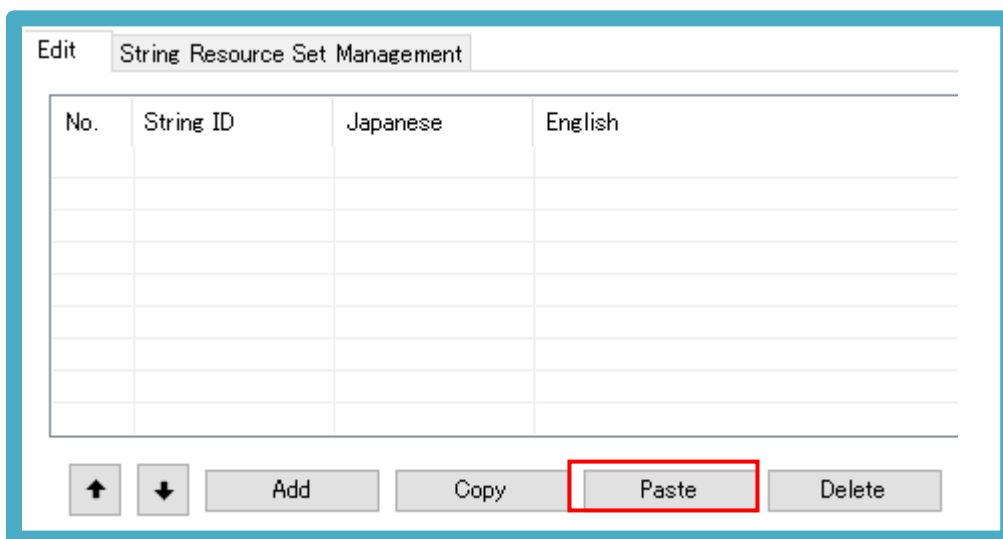 Edit String Resource Set Management
No. String ID Japanese English
Add Copy Paste Delete